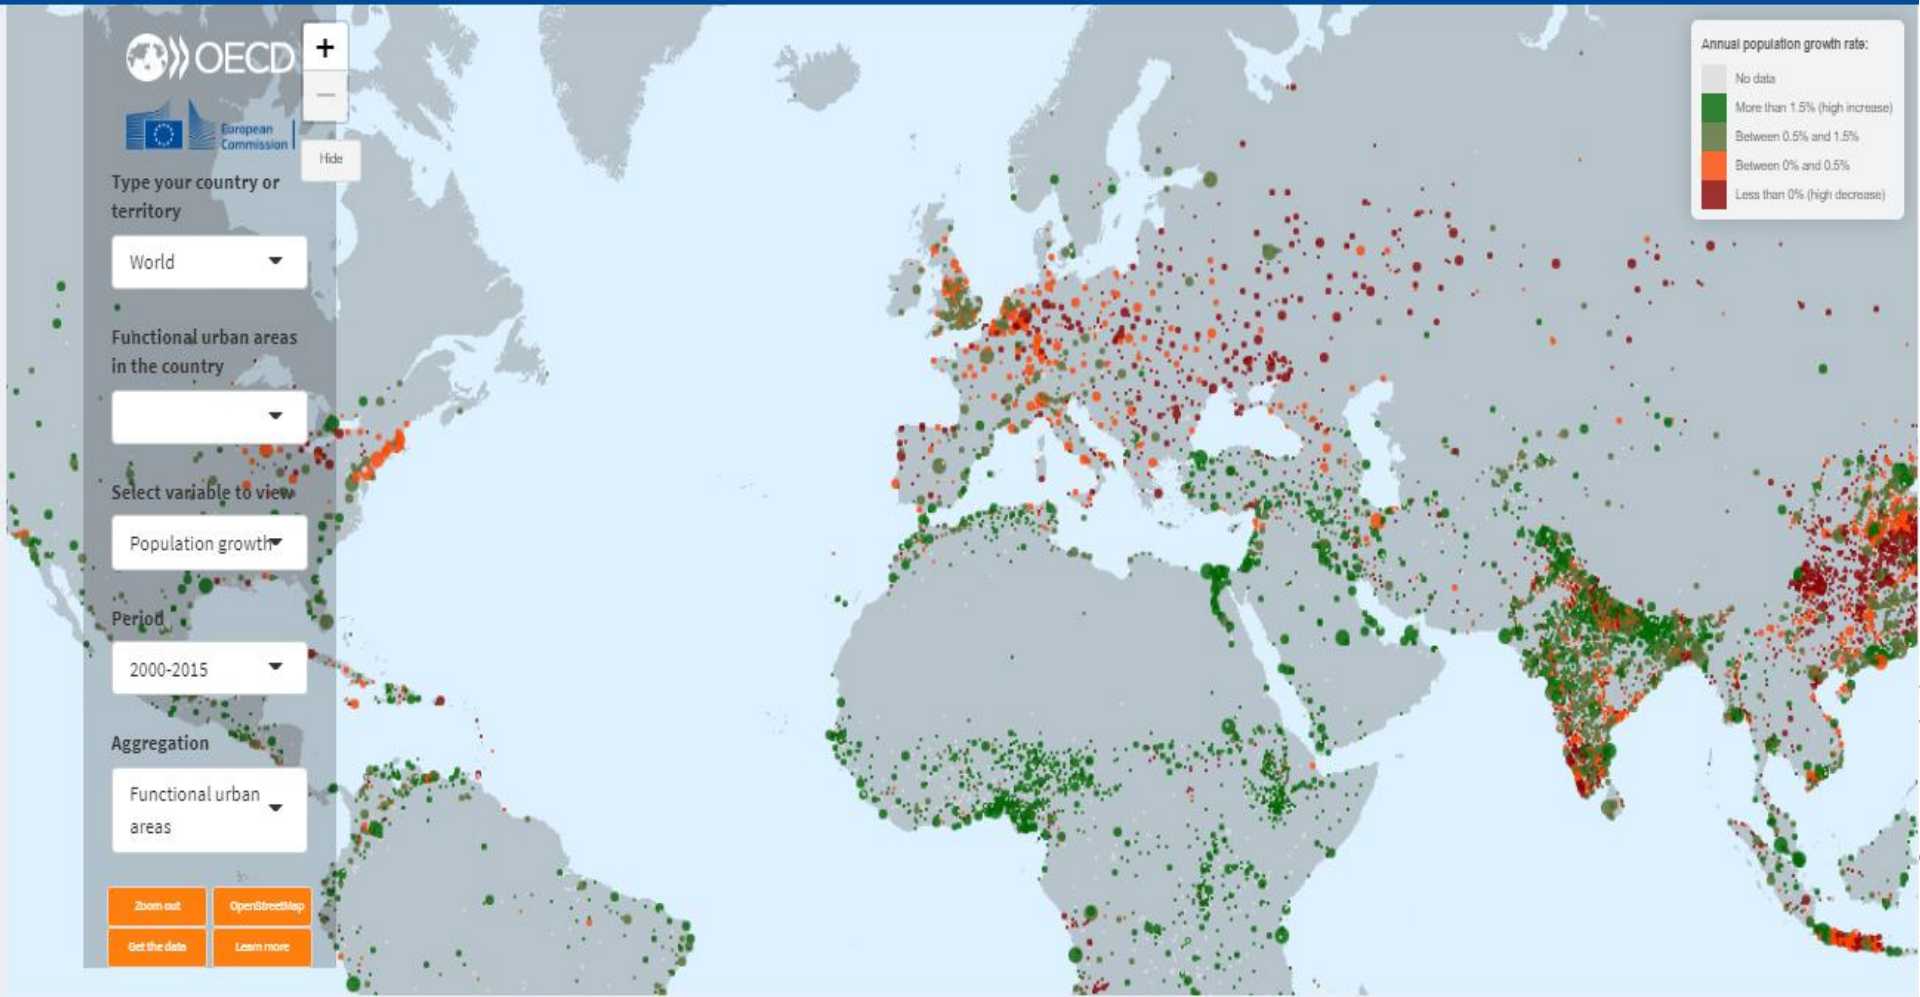 OECD
European
Commission
+
−
Hide
Type your country or
territory
World
Functional urban areas
in the country
Select variable to view
Population growth
Period
2000-2015
Aggregation
Functional urban
areas
Zoom out
OpenStreetMap
Get the data
Learn more
Annual population growth rate:
No data
More than 1.5% (high increase)
Between 0.5% and 1.5%
Between 0% and 0.5%
Less than 0% (high decrease)